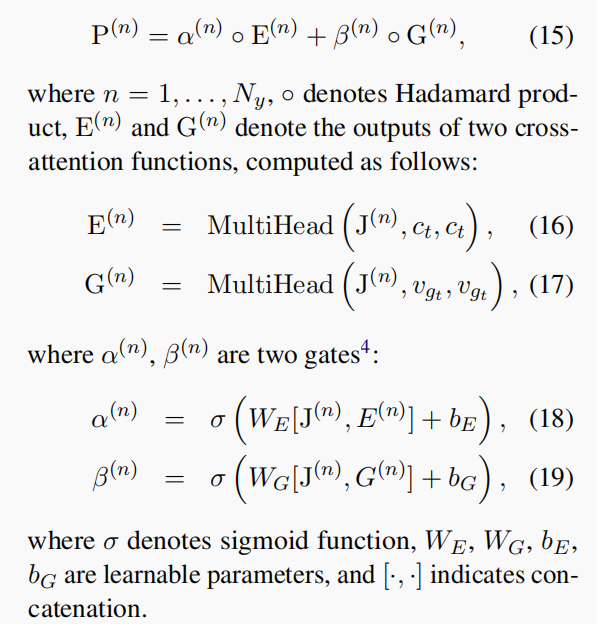 P⁽ⁿ⁾ = α⁽ⁿ⁾ ∘ E⁽ⁿ⁾ + β⁽ⁿ⁾ ∘ G⁽ⁿ⁾, (15)
where n = 1, . . . , N_y, ∘ denotes Hadamard prod-
uct, E⁽ⁿ⁾ and G⁽ⁿ⁾ denote the outputs of two cross-
attention functions, computed as follows:
E⁽ⁿ⁾ = MultiHead (J⁽ⁿ⁾, c_t, c_t) , (16)
G⁽ⁿ⁾ = MultiHead (J⁽ⁿ⁾, v_{g_t}, v_{g_t}) , (17)
where α⁽ⁿ⁾, β⁽ⁿ⁾ are two gates⁴:
α⁽ⁿ⁾ = σ (W_E[J⁽ⁿ⁾, E⁽ⁿ⁾] + b_E) , (18)
β⁽ⁿ⁾ = σ (W_G[J⁽ⁿ⁾, G⁽ⁿ⁾] + b_G) , (19)
where σ denotes sigmoid function, W_E, W_G, b_E,
b_G are learnable parameters, and [·, ·] indicates con-
catenation.